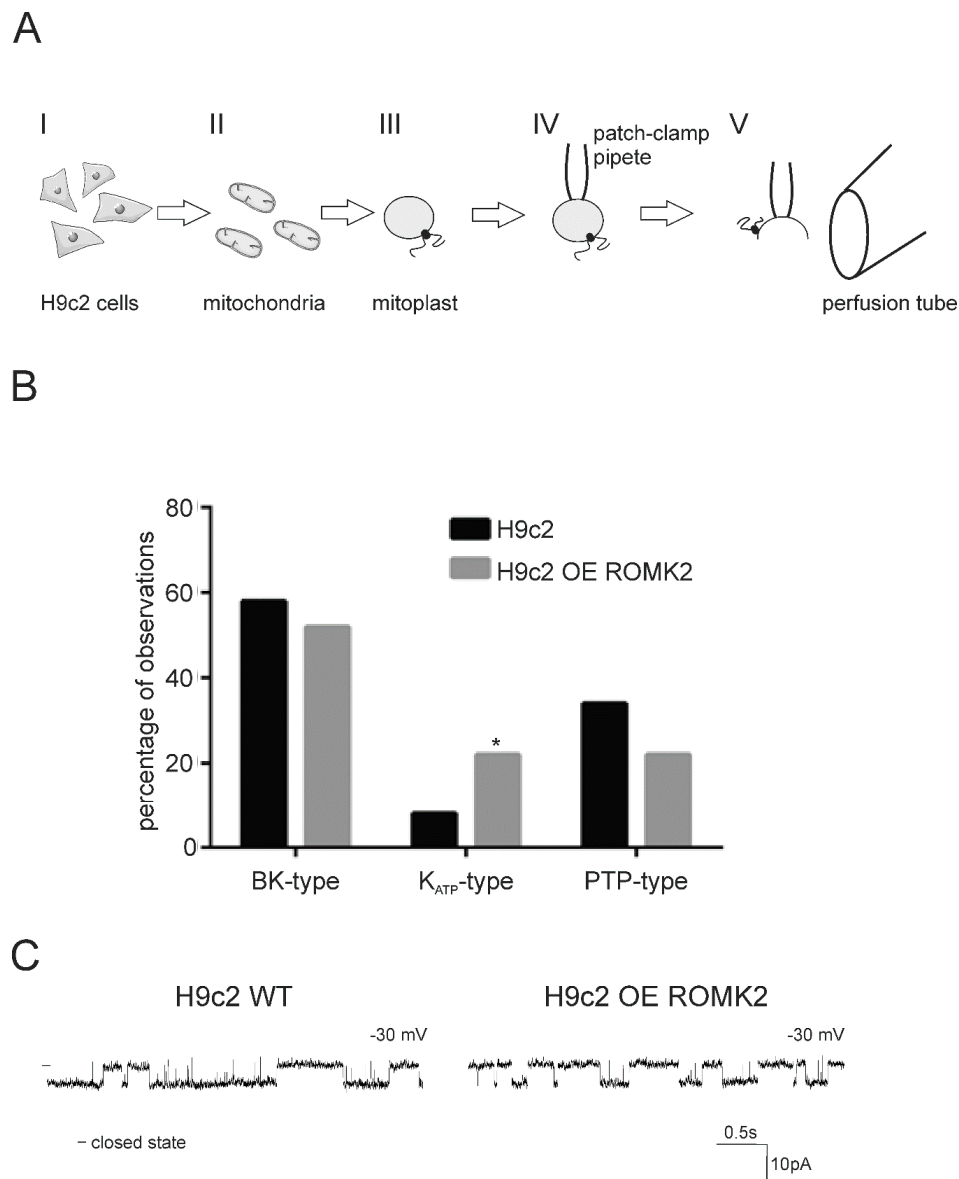 A
I
II
III
IV
V
patch-clamp
pipete
H9c2 cells
mitochondria
mitoplast
perfusion tube
B
percentage of observations
80
60
40
20
0
H9c2
H9c2 OE ROMK2
*
BK-type
KATP-type
PTP-type
C
H9c2 WT
H9c2 OE ROMK2
-30 mV
-30 mV
– closed state
0.5s
10pA